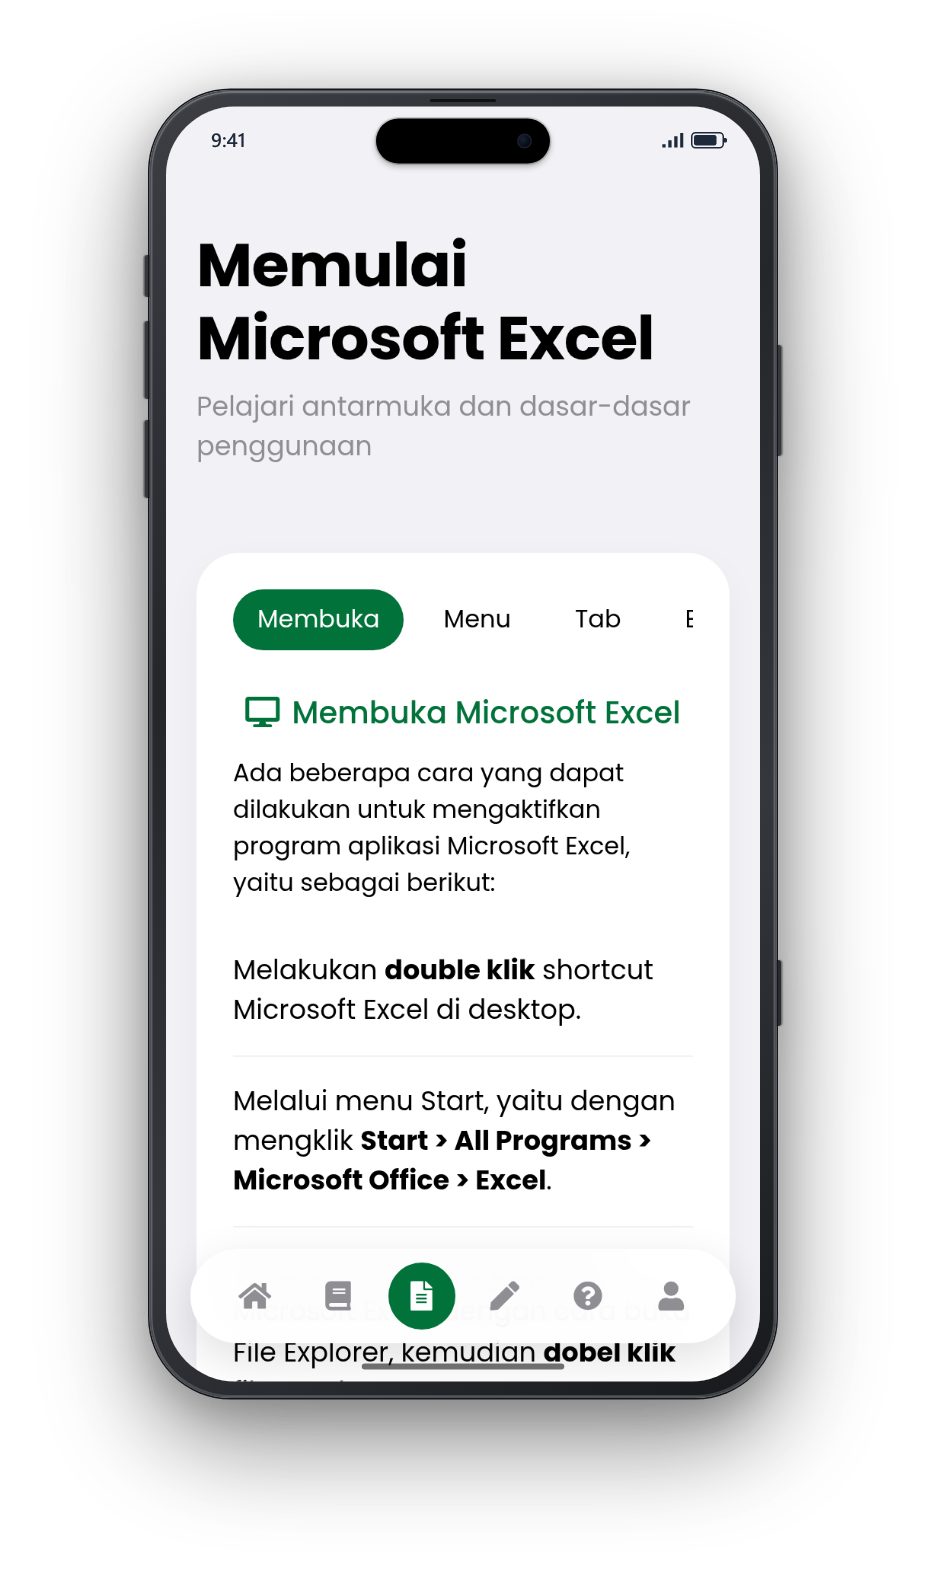 9:41
Memulai
Microsoft Excel
Pelajari antarmuka dan dasar-dasar
penggunaan
Membuka Menu Tab
Membuka Microsoft Excel
Ada beberapa cara yang dapat
dilakukan untuk mengaktifkan
program aplikasi Microsoft Excel,
yaitu sebagai berikut:
Melakukan double klik shortcut
Microsoft Excel di desktop.
Melalui menu Start, yaitu dengan
mengklik Start > All Programs >
Microsoft Office > Excel.
File Explorer, kemudian dobel klik